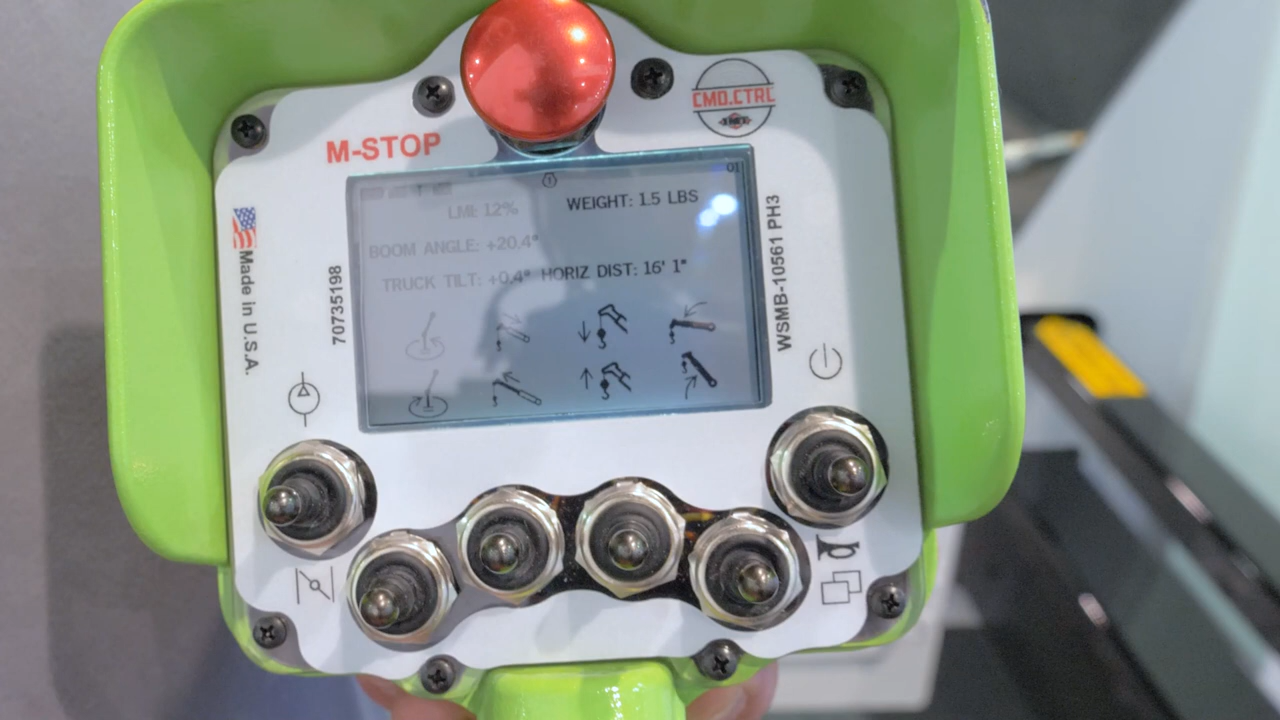 CMD.CTRL
M-STOP
01
LMI: 12%
WEIGHT: 1.5 LBS
BOOM ANGLE: +20.4°
TRUCK TILT: +0.4°
HORIZ DIST: 16' 1"
Made in U.S.A.
70735198
WSMB-10561 PH3